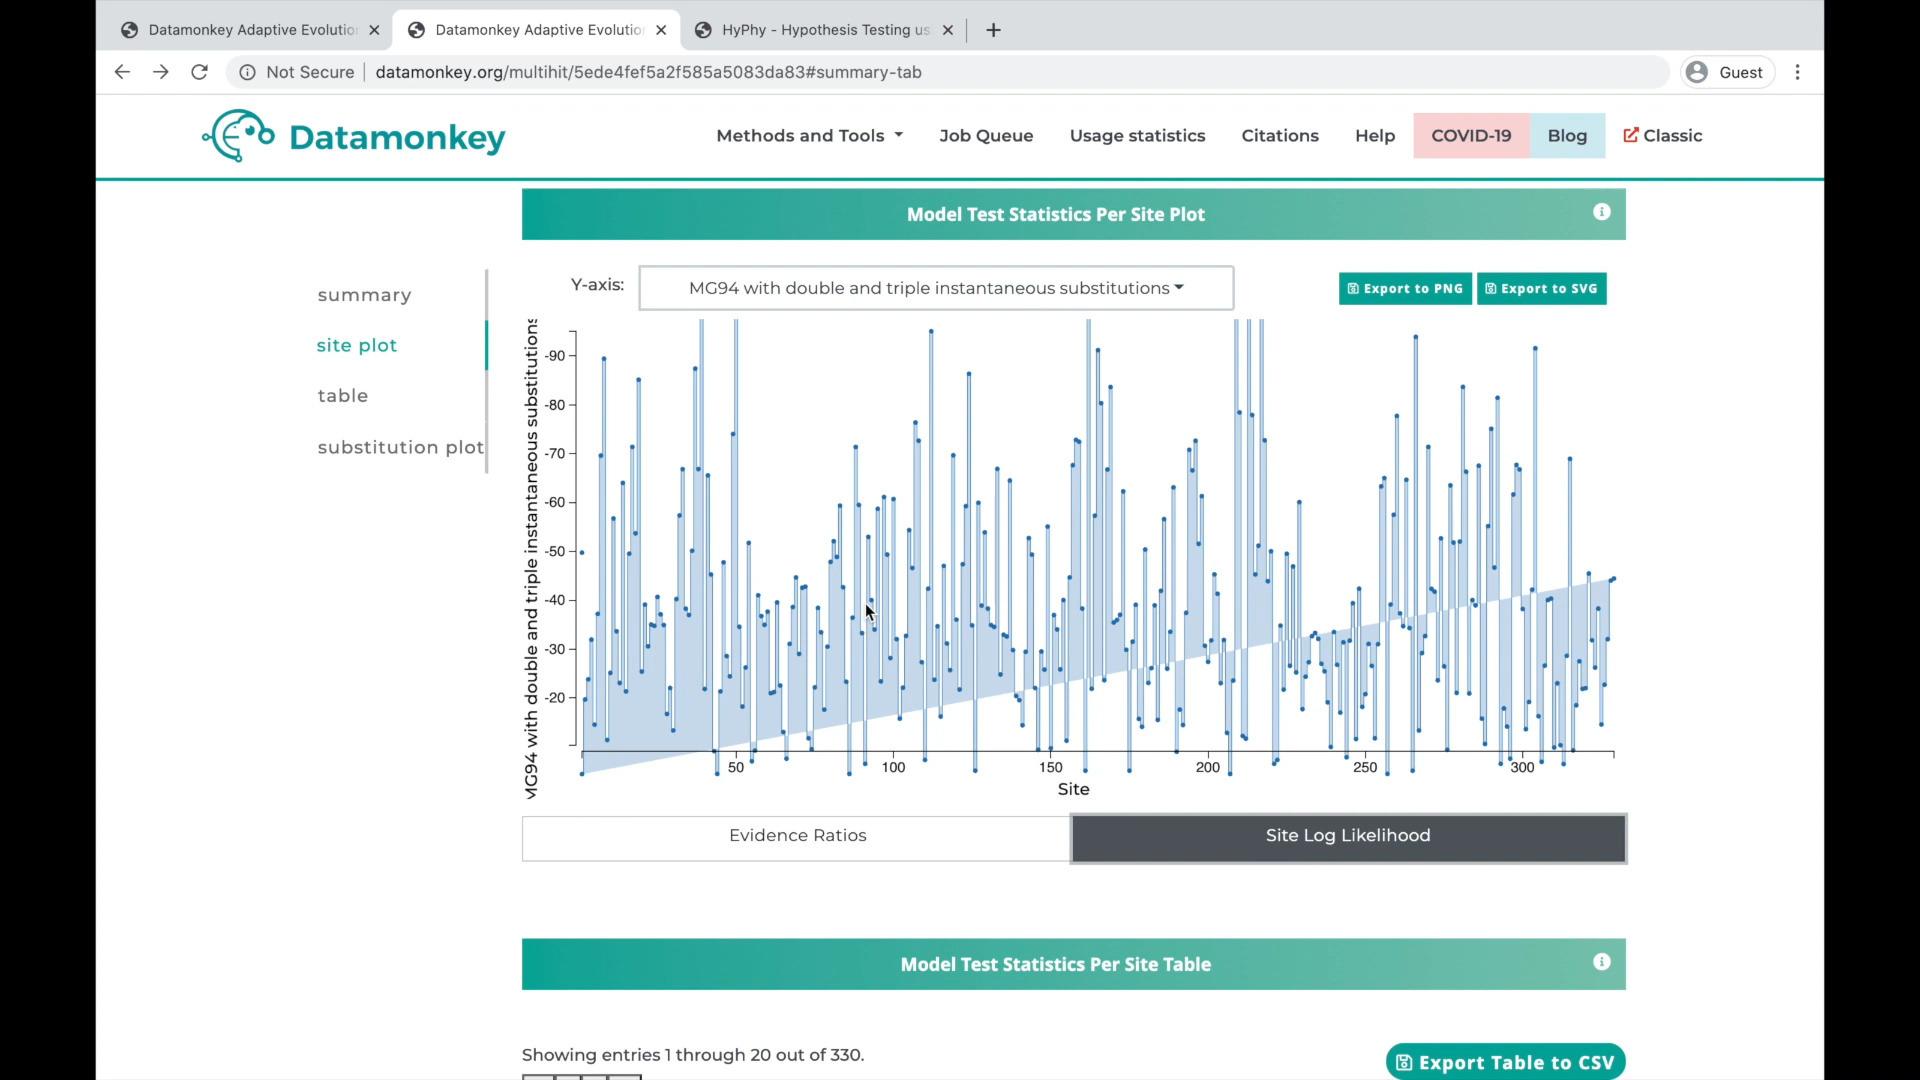 Datamonkey Adaptive Evolutio
Datamonkey Adaptive Evolutio
HyPhy - Hypothesis Testing us
Not Secure
datamonkey.org/multihit/5ede4fef5a2f585a5083da83#summary-tab
Guest
Datamonkey
Methods and Tools
Job Queue
Usage statistics
Citations
Help
COVID-19
Blog
Classic
Model Test Statistics Per Site Plot
summary
site plot
table
substitution plot
Y-axis:
MG94 with double and triple instantaneous substitutions
Export to PNG
Export to SVG
MG94 with double and triple instantaneous substitutions
-90
-80
-70
-60
-50
-40
-30
-20
50
100
150
200
250
300
Site
Evidence Ratios
Site Log Likelihood
Model Test Statistics Per Site Table
Showing entries 1 through 20 out of 330.
Export Table to CSV